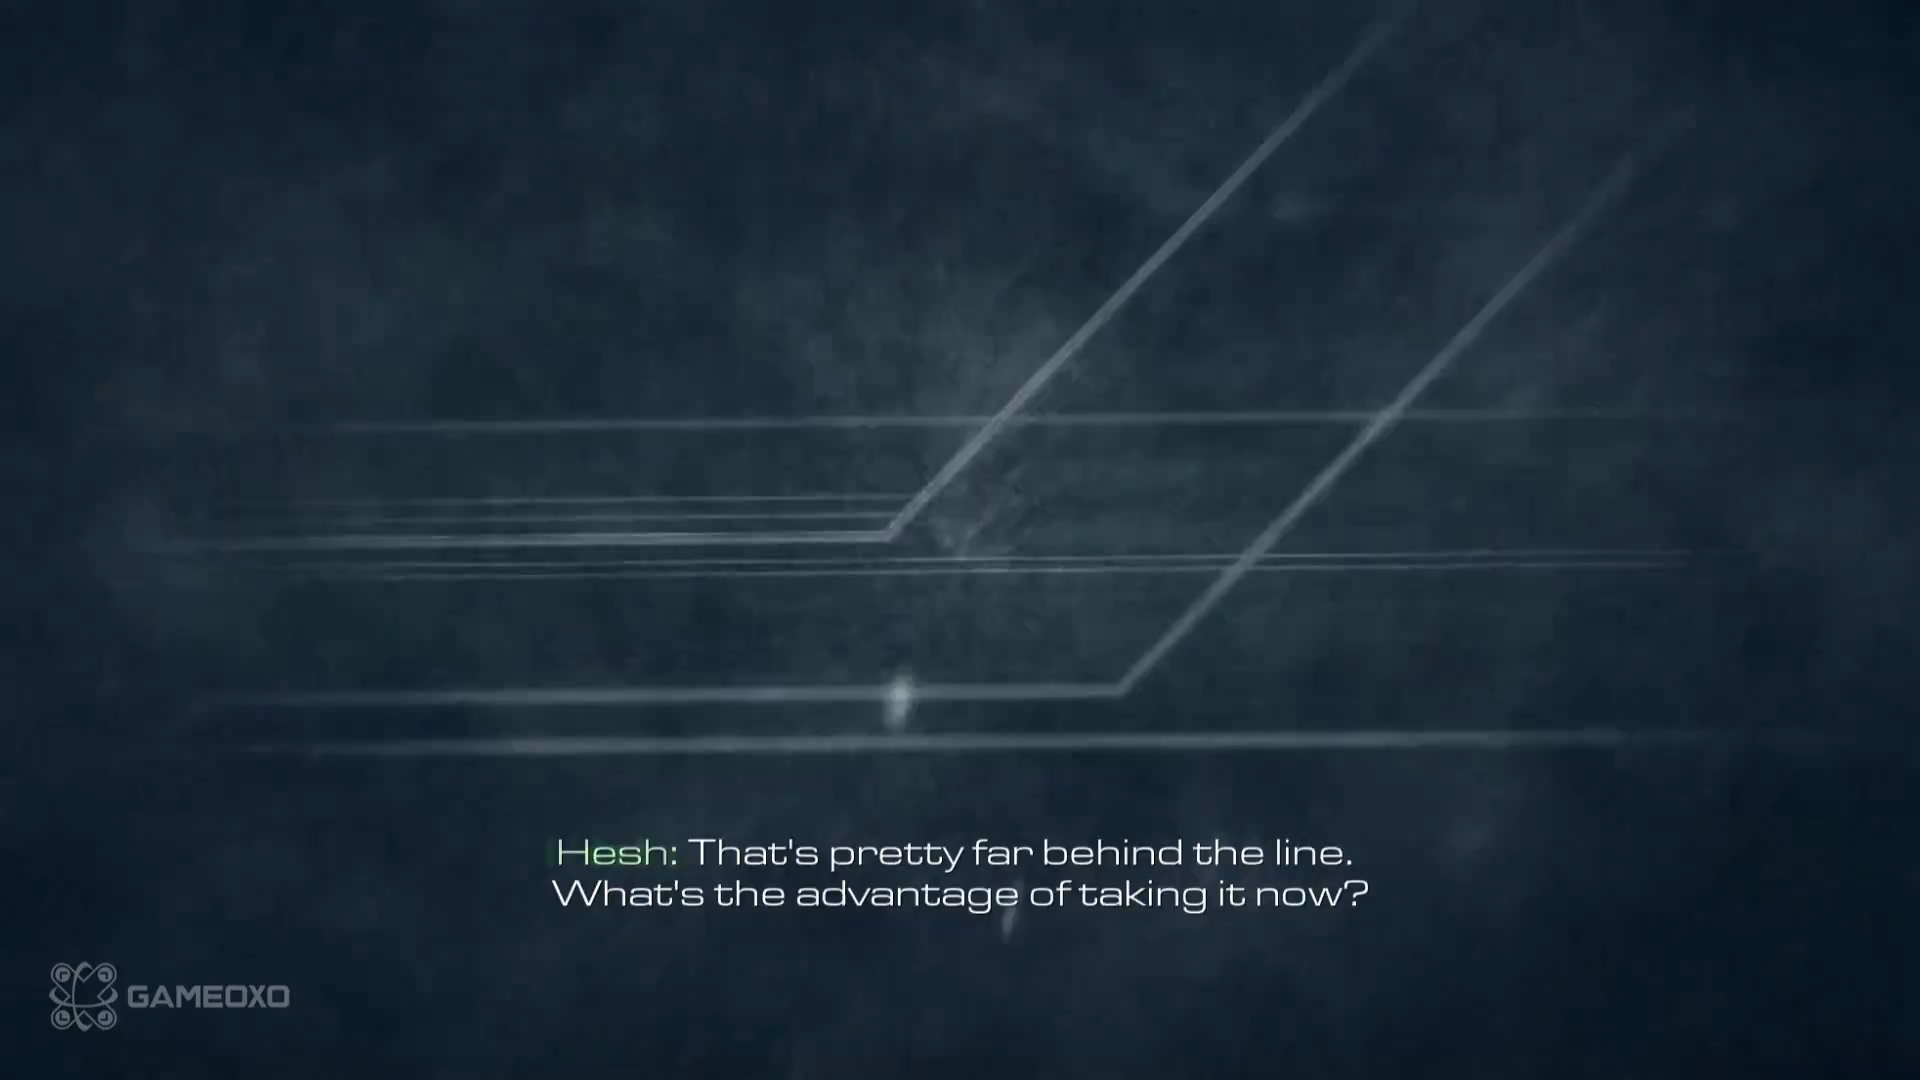 Hesh: That's pretty far behind the line.
What's the advantage of taking it now?
GAMEOXO